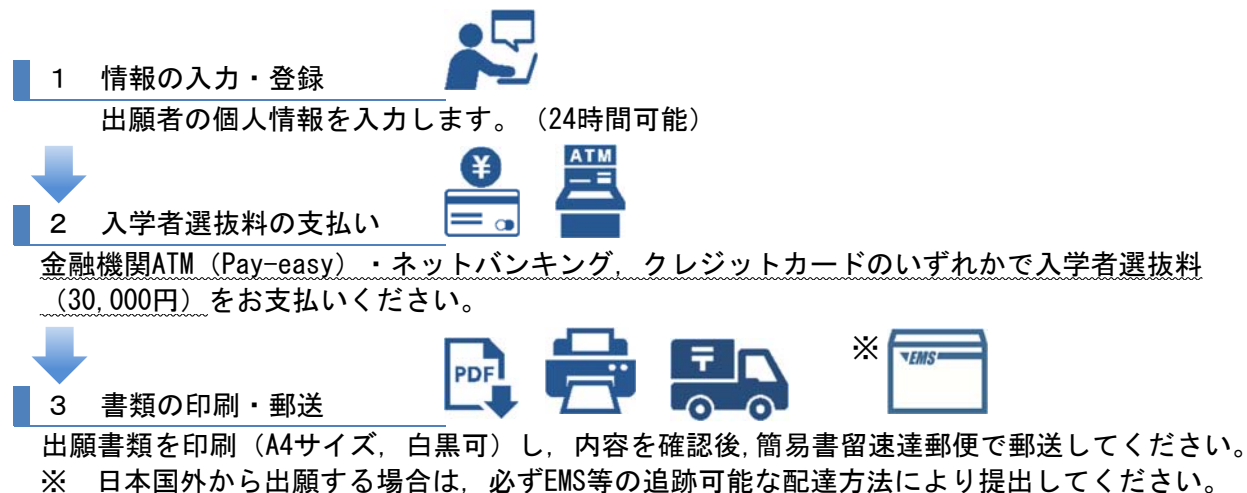 1 情報の入力・登録
出願者の個人情報を入力します。（24時間可能）
¥ ATM
2 入学者選抜料の支払い
金融機関ATM（Pay-easy）・ネットバンキング，クレジットカードのいずれかで入学者選抜料
（30,000円）をお支払いください。
PDF 〒 ※ EMS
3 書類の印刷・郵送
出願書類を印刷（A4サイズ，白黒可）し，内容を確認後，簡易書留速達郵便で郵送してください。
※ 日本国外から出願する場合は，必ずEMS等の追跡可能な配達方法により提出してください。